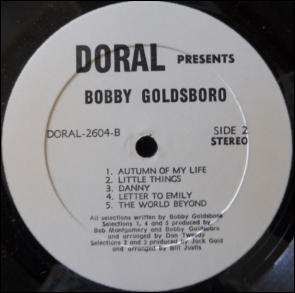 DORAL PRESENTS
BOBBY GOLDSBORO
DORAL-2604-B SIDE 2
STEREO
1. AUTUMN OF MY LIFE
2. LITTLE THINGS
3. DANNY
4. LETTER TO EMILY
5. THE WORLD BEYOND
All selections written by Bobby Goldsboro
Selections 1, 4 and 5 produced by
Bob Montgomery and Bobby Goldsboro
and arranged by Don Tweedy
Selections 2 and 3 produced by Jack Gold
and arranged by Bill Justis